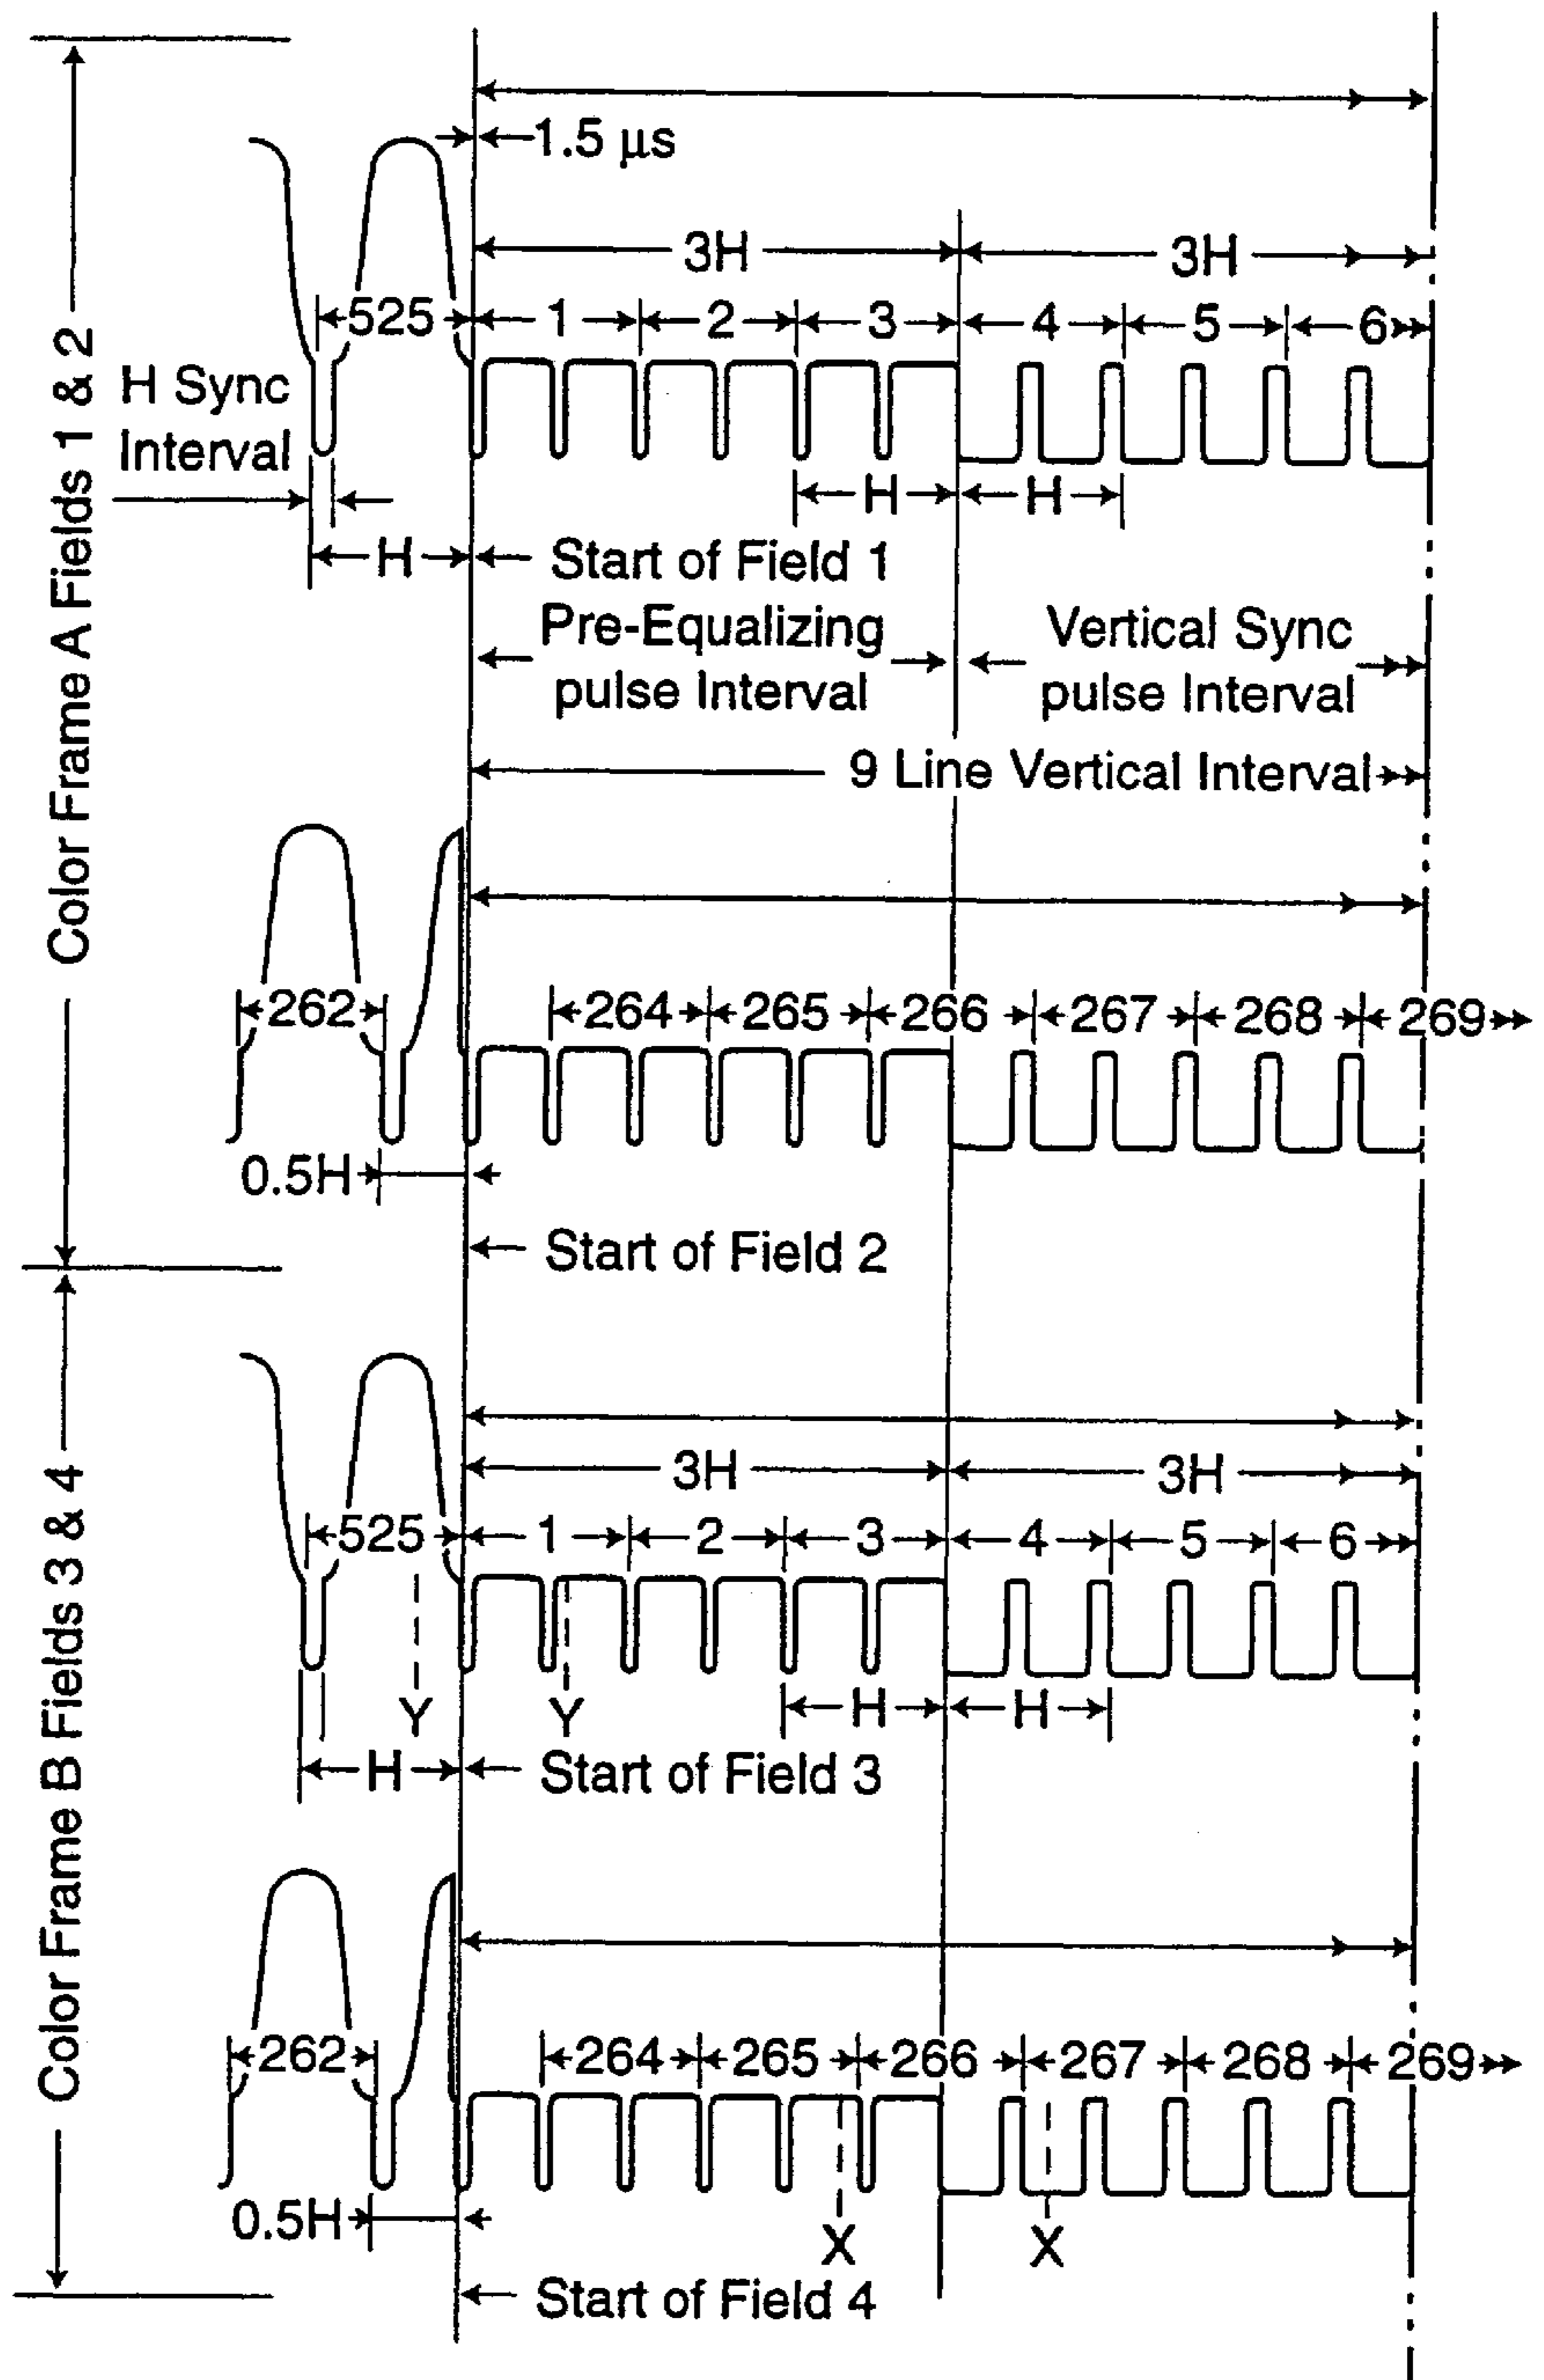 Color Frame A Fields 1 & 2
1.5 μs
3H 3H
525 1 2 3 4 5 6
H Sync
Interval
H H
H Start of Field 1
Pre-Equalizing
pulse Interval
Vertical Sync
pulse Interval
9 Line Vertical Interval
262 264 265 266 267 268 269
0.5H
Start of Field 2
Color Frame B Fields 3 & 4
3H 3H
525 1 2 3 4 5 6
Y Y H H
H Start of Field 3
262 264 265 266 267 268 269
0.5H X X
Start of Field 4